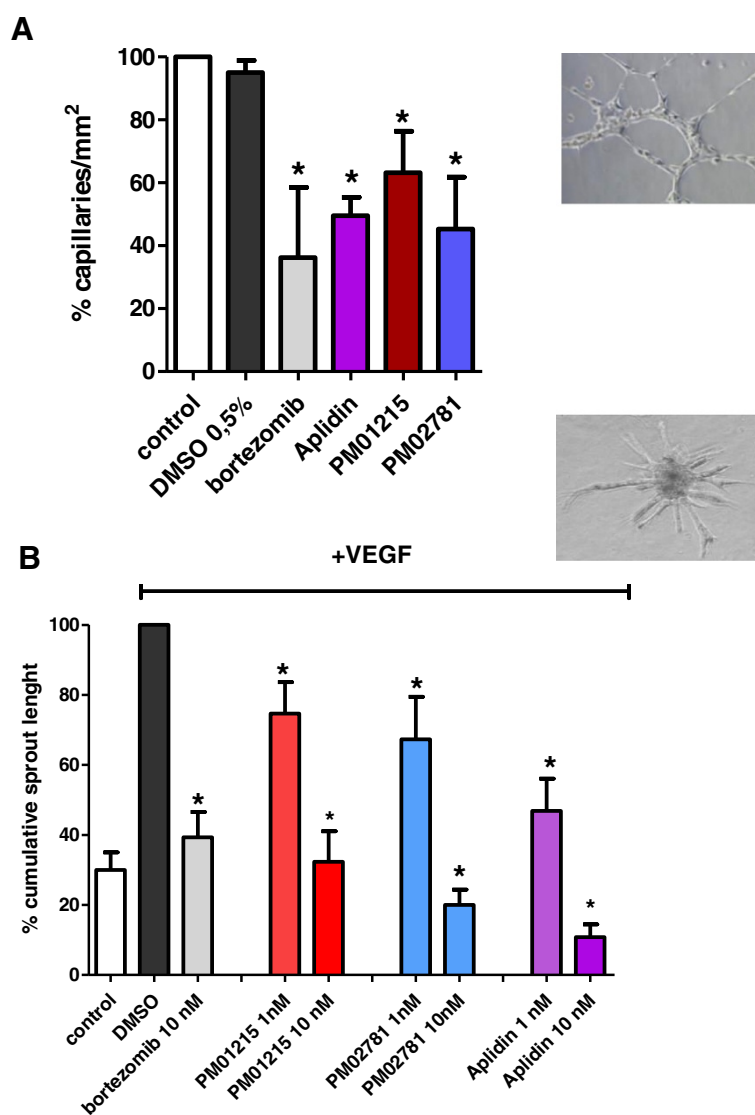 A
% capillaries/mm²
100
80
60
40
20
0
* * * *
control
DMSO 0,5%
bortezomib
Aplidin
PM01215
PM02781
B
+VEGF
% cumulative sprout lenght
100
80
60
40
20
0
* * * * * * *
control
DMSO
bortezomib 10 nM
PM01215 1nM
PM01215 10 nM
PM02781 1nM
PM02781 10nM
Aplidin 1 nM
Aplidin 10 nM